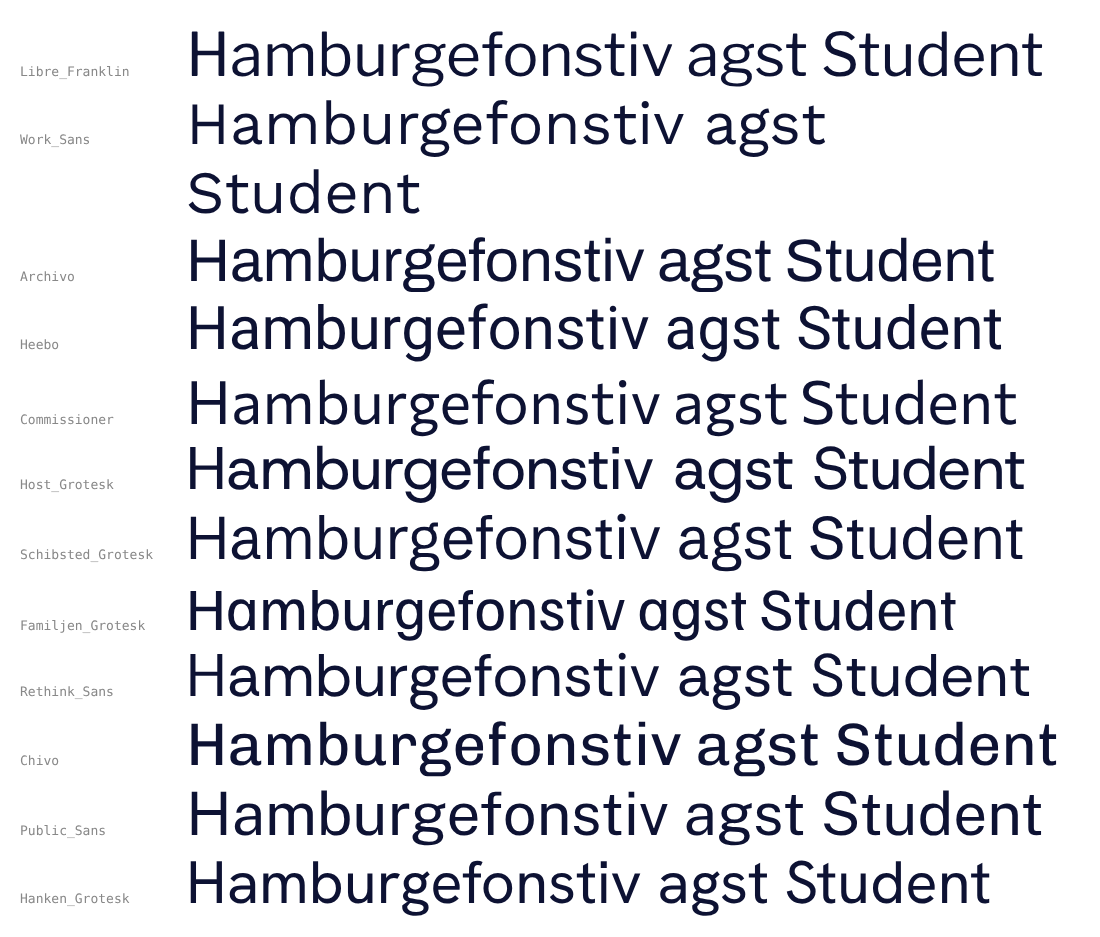 Libre_Franklin Hamburgefonstiv agst Student
Work_Sans Hamburgefonstiv agst
Student
Archivo Hamburgefonstiv agst Student
Heebo Hamburgefonstiv agst Student
Commissioner Hamburgefonstiv agst Student
Host_Grotesk Hamburgefonstiv agst Student
Schibsted_Grotesk Hamburgefonstiv agst Student
Familjen_Grotesk Hamburgefonstiv agst Student
Rethink_Sans Hamburgefonstiv agst Student
Chivo Hamburgefonstiv agst Student
Public_Sans Hamburgefonstiv agst Student
Hanken_Grotesk Hamburgefonstiv agst Student